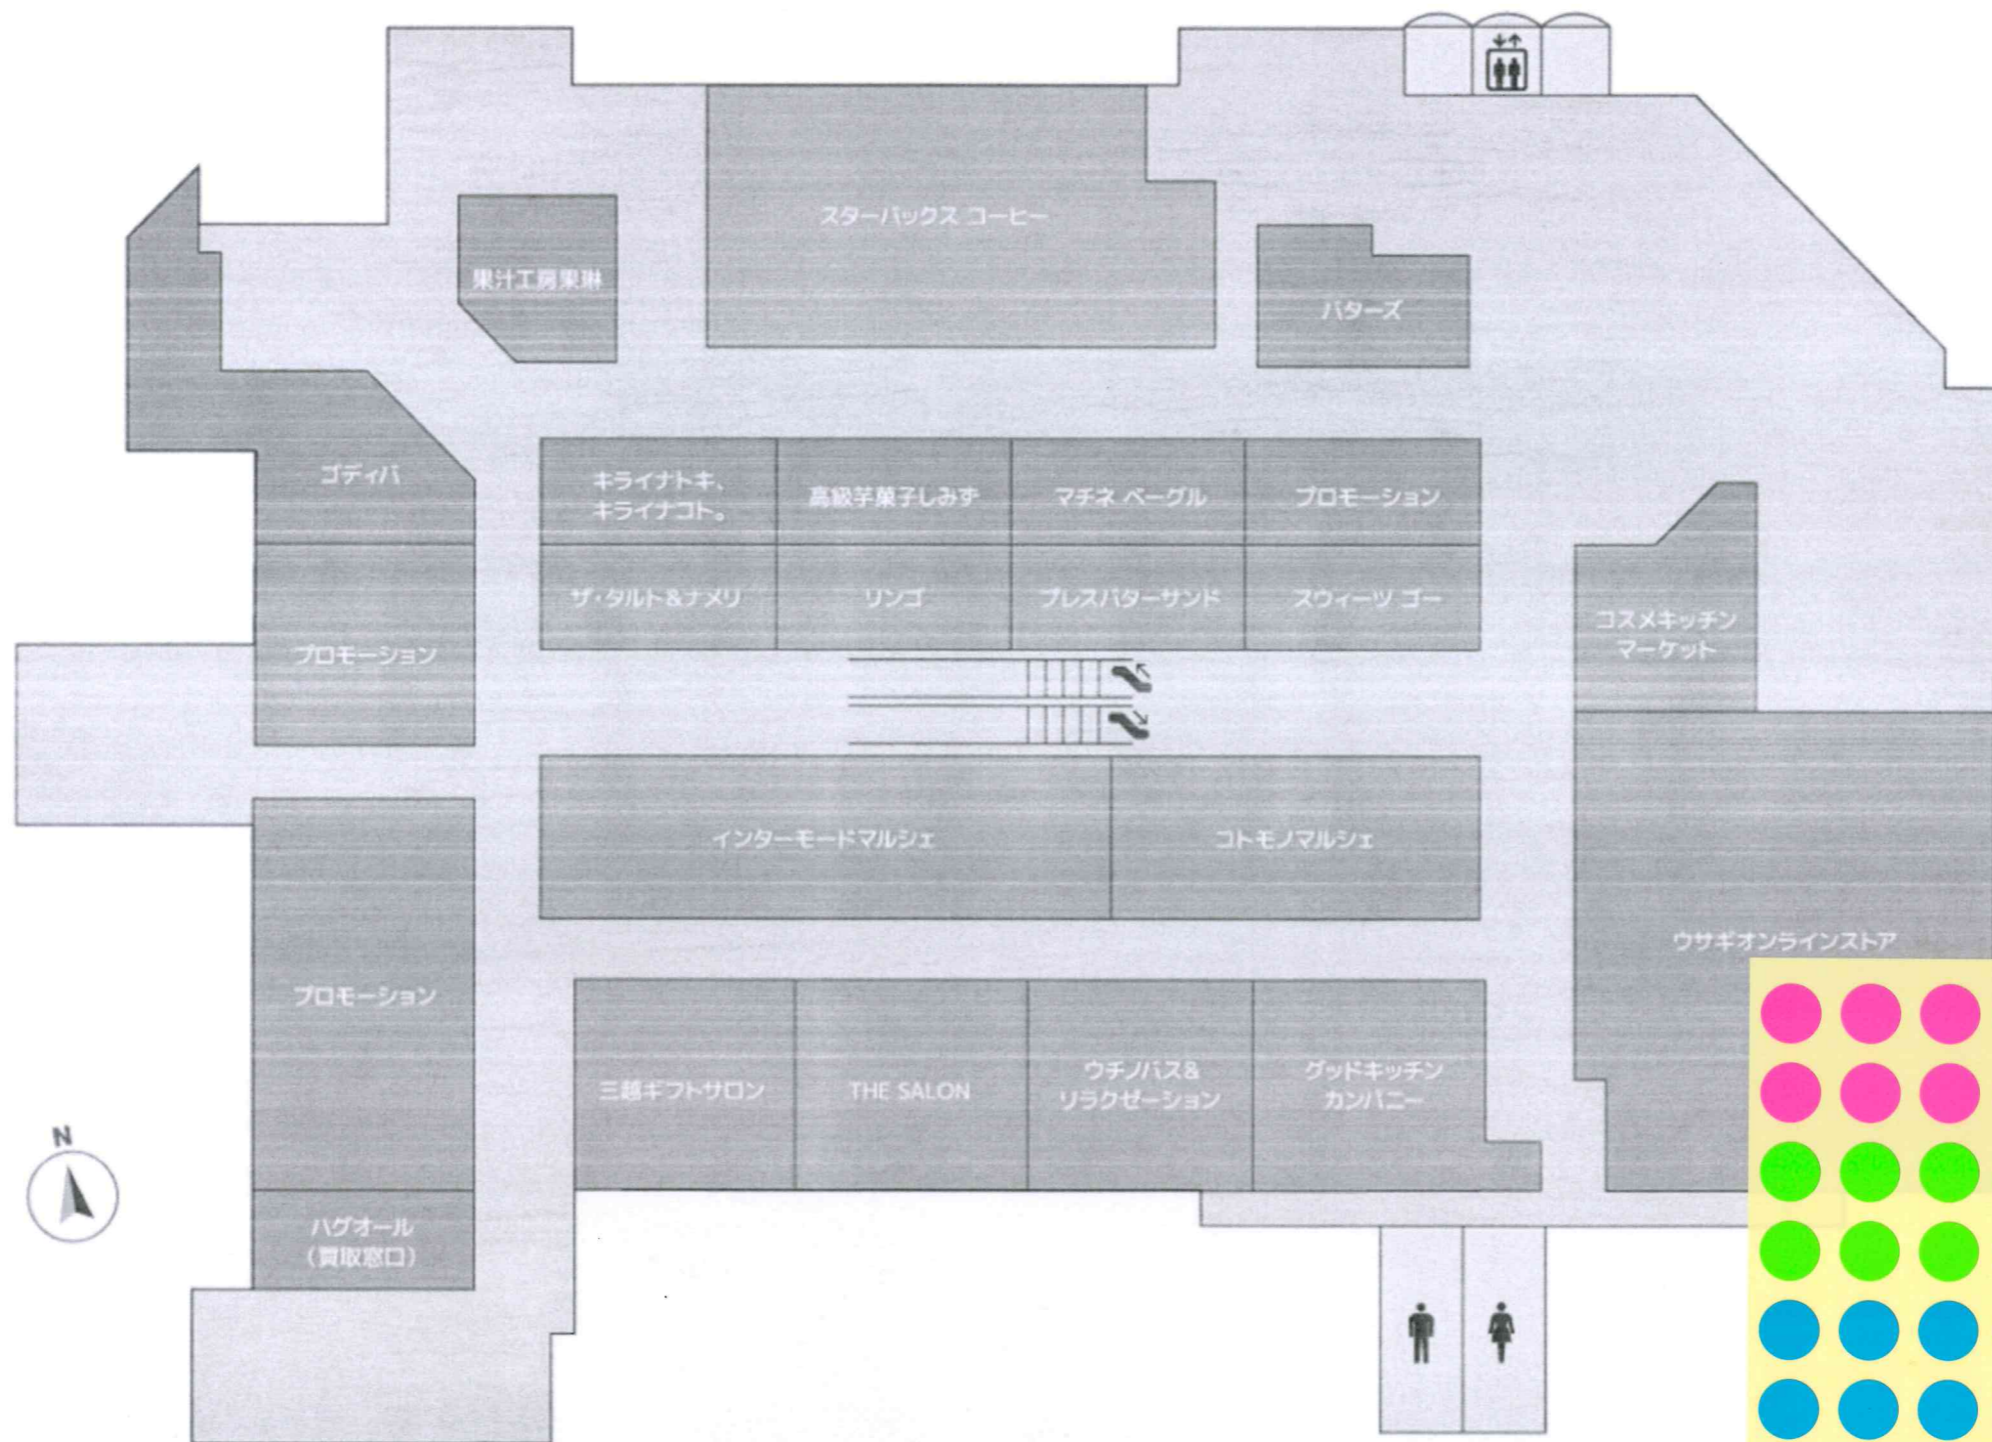 スターバックス コーヒー
果汁工房果琳
バターズ
ゴディバ
キライナトキ、
キライナコト。
高級芋菓子しみず
マチネ ベーグル
プロモーション
ザ・タルト&ナメリ
リンゴ
プレスバターサンド
スウィーツ ゴー
コスメキッチン
マーケット
プロモーション
インターモードマルシェ
コトモノマルシェ
ウサギオンラインストア
プロモーション
三越ギフトサロン
THE SALON
ウチノバス&
リラクゼーション
グッドキッチン
カンパニー
N
ハグオール
(買取窓口)